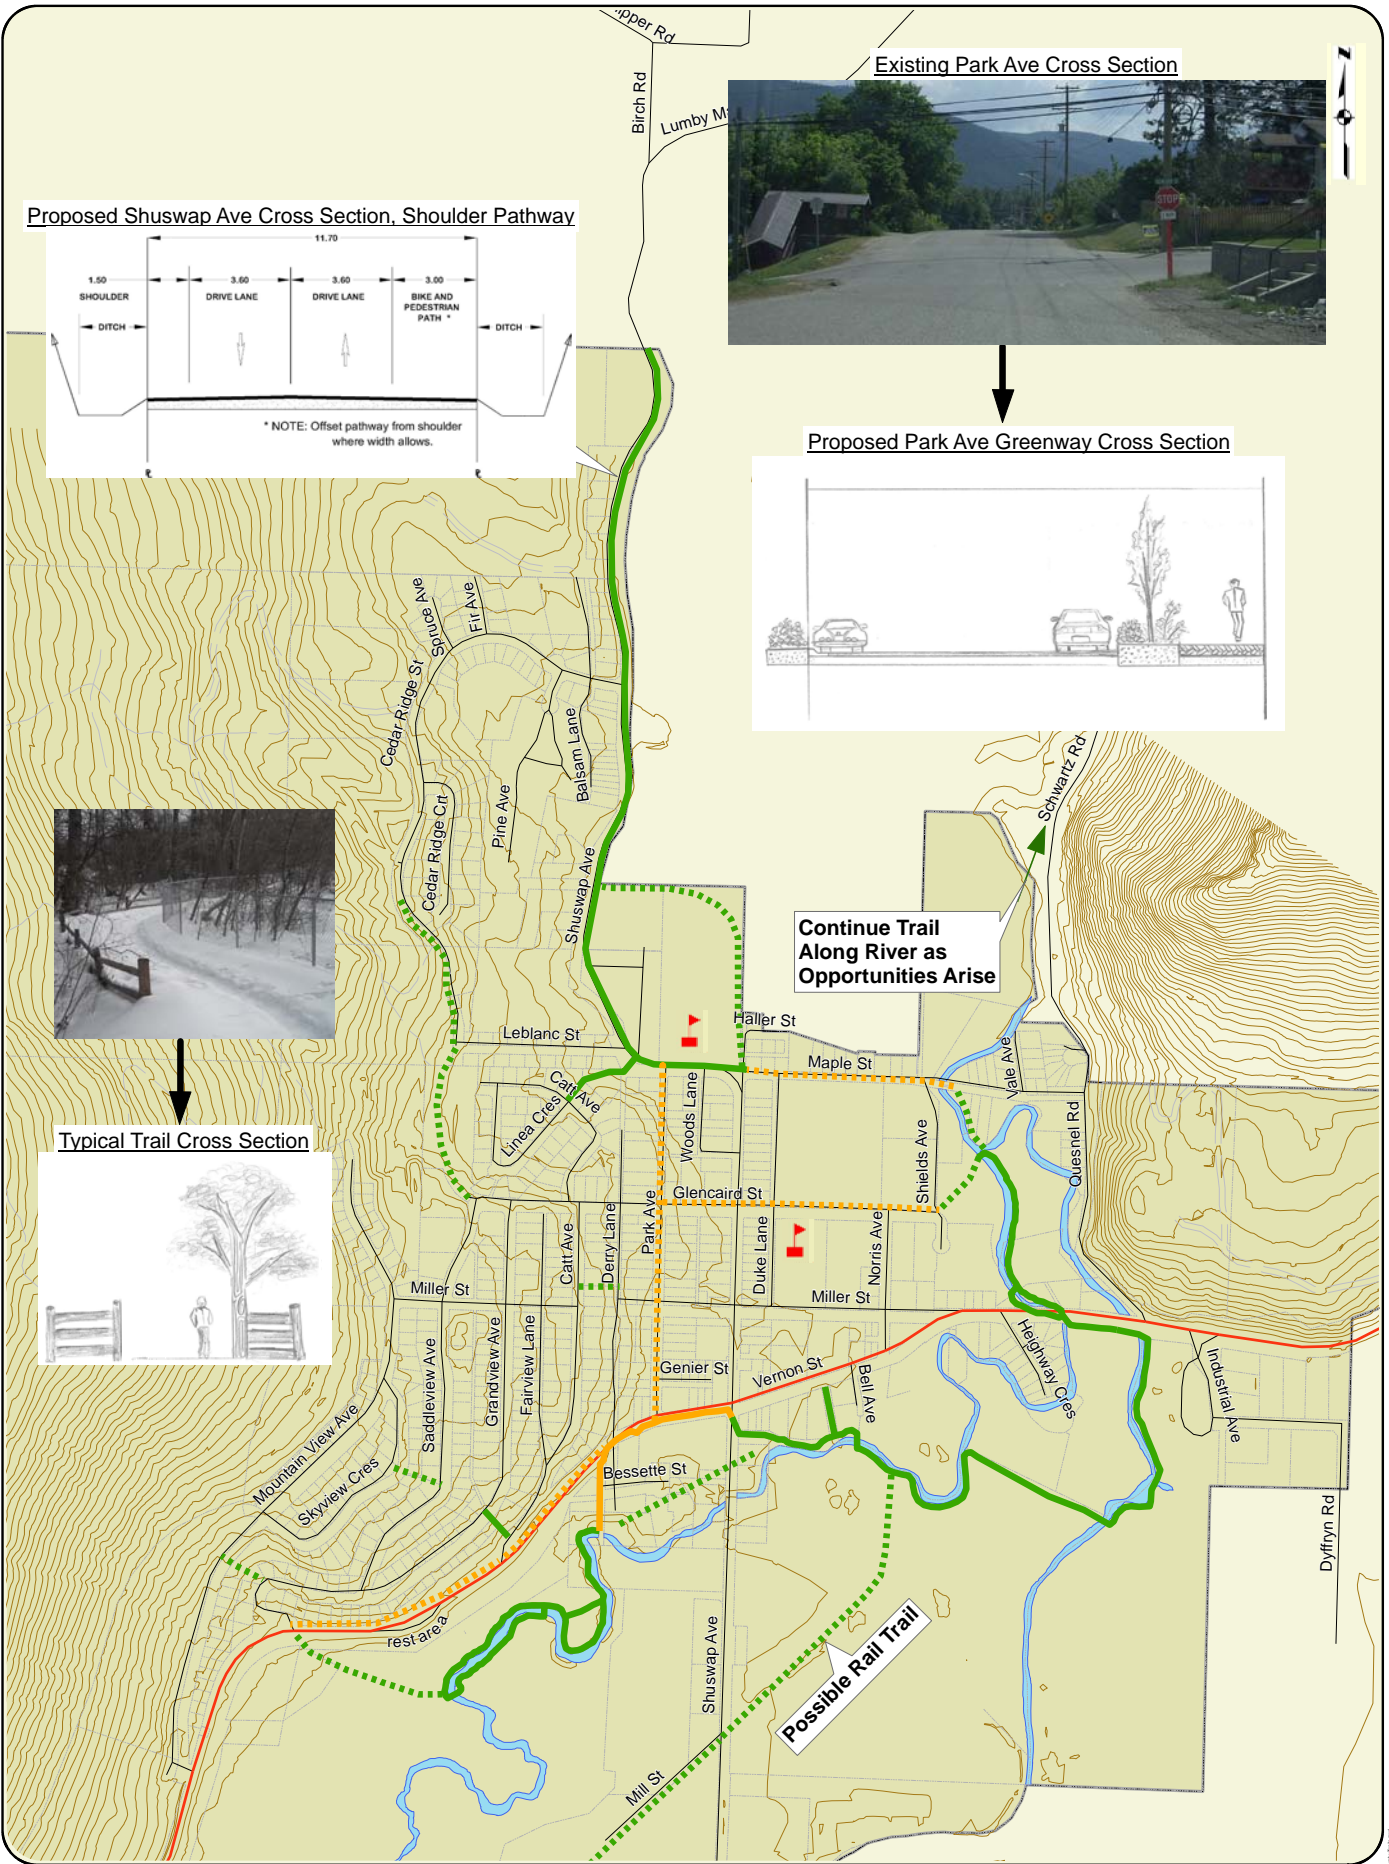 Tipper Rd
Existing Park Ave Cross Section
Birch Rd
Lumby M
STOP
Proposed Shuswap Ave Cross Section, Shoulder Pathway
11.70
1.50
3.60
3.60
3.00
SHOULDER
DRIVE LANE
DRIVE LANE
BIKE AND
PEDESTRIAN
PATH *
DITCH
DITCH
* NOTE: Offset pathway from shoulder
where width allows.
Proposed Park Ave Greenway Cross Section
Spruce Ave
Fir Ave
Cedar Ridge St
Balsam Lane
Pine Ave
Cedar Ridge Crt
Shuswap Ave
Schwartz Rd
Continue Trail
Along River as
Opportunities Arise
Haller St
Leblanc St
Maple St
Vale Ave
Catt Ave
Linea Cres
Woods Lane
Quesnel Rd
Shields Ave
Typical Trail Cross Section
Glencaird St
Park Ave
Derry Lane
Catt Ave
Duke Lane
Norris Ave
Miller St
Miller St
Heighway Cres
Industrial Ave
Genier St
Vernon St
Bell Ave
Saddleview Ave
Grandview Ave
Fairview Lane
Mountain View Ave
Skyview Cres
Bessette St
Dyffryn Rd
rest area
Shuswap Ave
Possible Rail Trail
Mill St